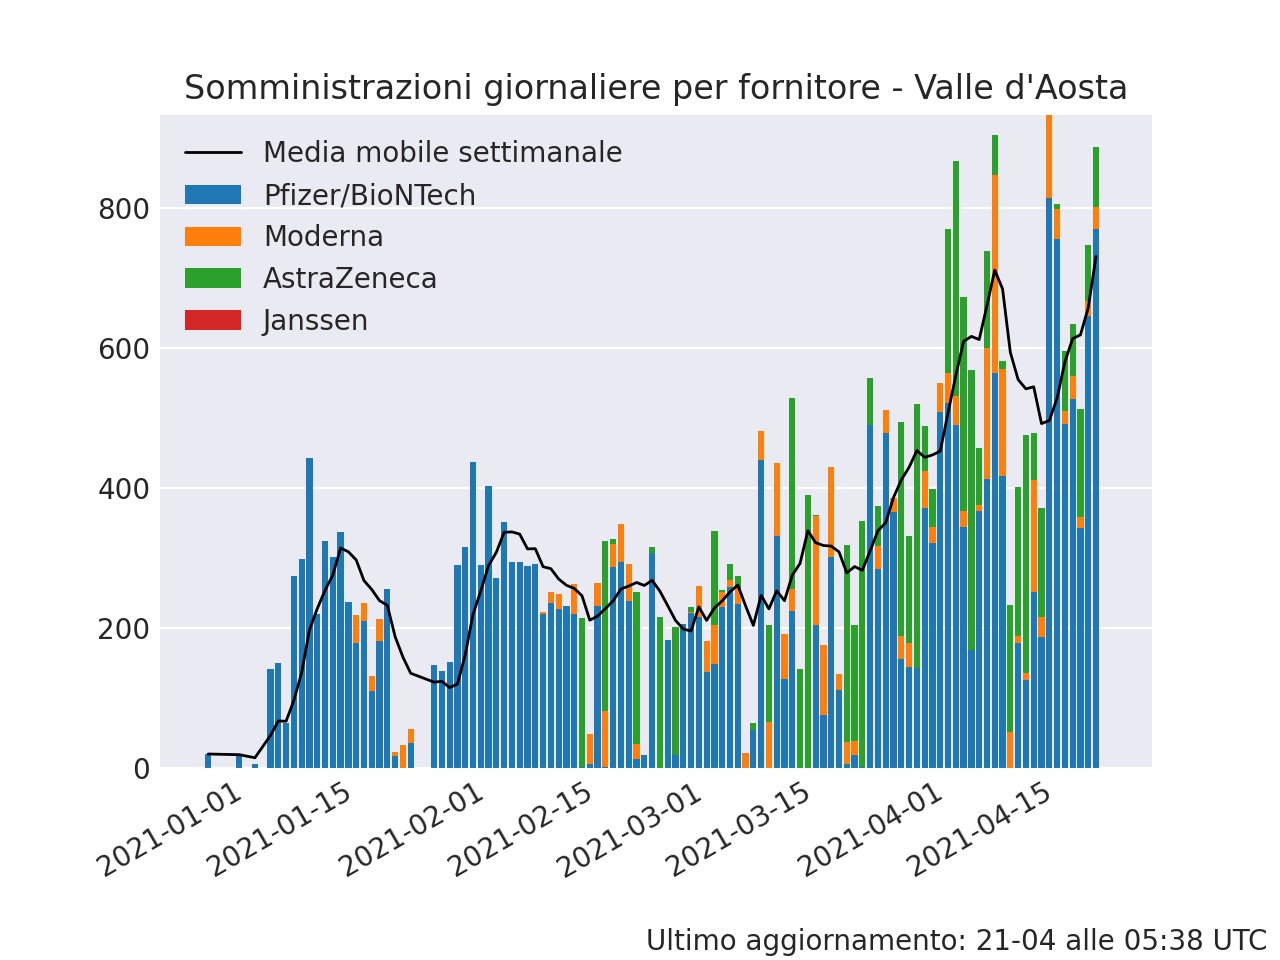 Somministrazioni giornaliere per fornitore - Valle d'Aosta
Media mobile settimanale
Pfizer/BioNTech
Moderna
AstraZeneca
Janssen
800
600
400
200
0
2021-01-01
2021-01-15
2021-02-01
2021-02-15
2021-03-01
2021-03-15
2021-04-01
2021-04-15
Ultimo aggiornamento: 21-04 alle 05:38 UTC